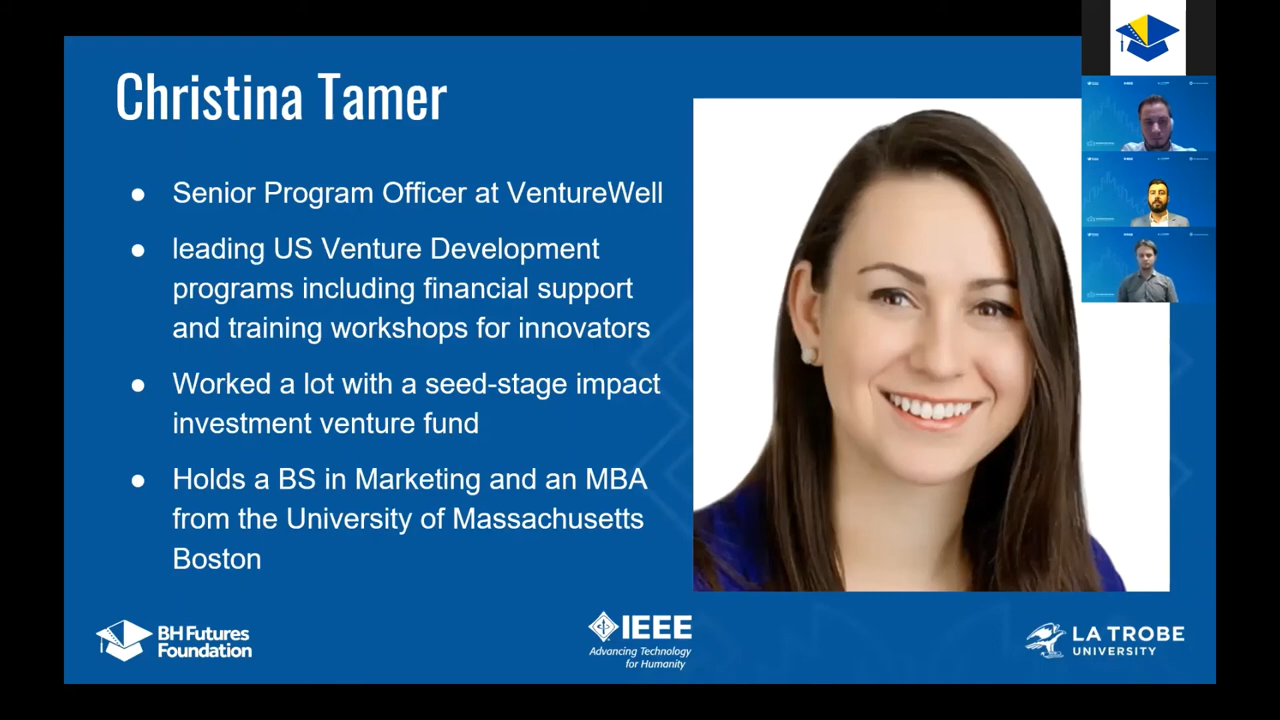 Christina Tamer
● Senior Program Officer at VentureWell
● leading US Venture Development
programs including financial support
and training workshops for innovators
● Worked a lot with a seed-stage impact
investment venture fund
● Holds a BS in Marketing and an MBA
from the University of Massachusetts
Boston
BH Futures
Foundation
IEEE
Advancing Technology
for Humanity
LA TROBE
UNIVERSITY